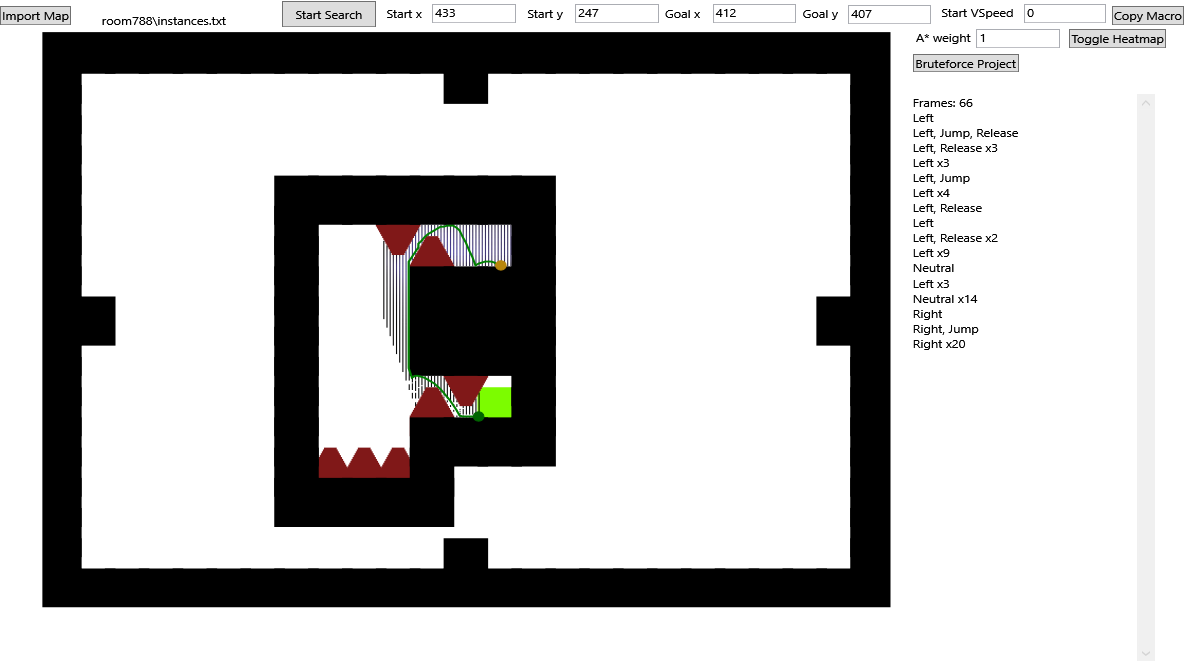 Import Map
room788\instances.txt
Start Search
Start x 433
Start y 247
Goal x 412
Goal y 407
Start VSpeed 0
Copy Macro
A* weight 1
Toggle Heatmap
Bruteforce Project
Frames: 66
Left
Left, Jump, Release
Left, Release x3
Left x3
Left, Jump
Left x4
Left, Release
Left
Left, Release x2
Left x9
Neutral
Left x3
Neutral x14
Right
Right, Jump
Right x20